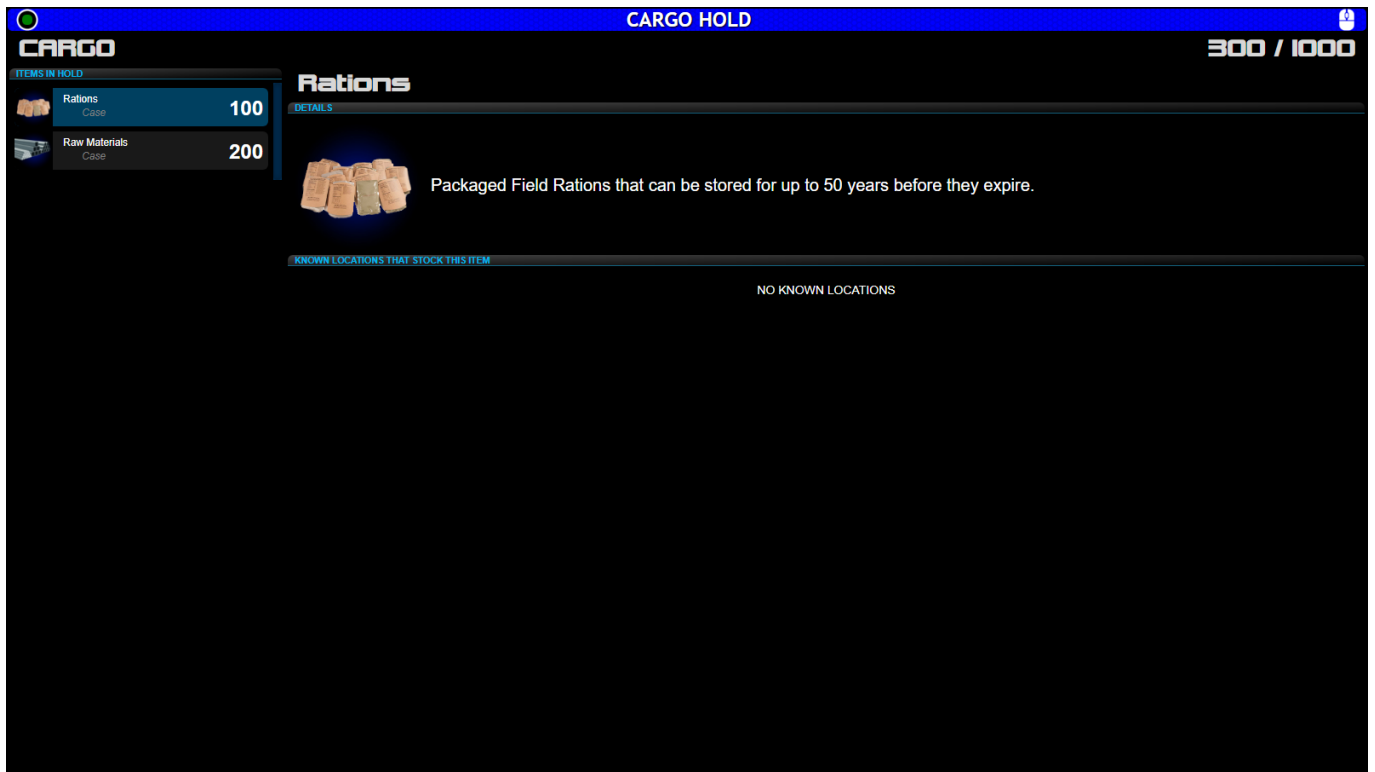 CARGO HOLD
CARGO
300 / 1000
ITEMS IN HOLD
Rations
Case
100
Raw Materials
Case
200
Rations
DETAILS
Packaged Field Rations that can be stored for up to 50 years before they expire.
KNOWN LOCATIONS THAT STOCK THIS ITEM
NO KNOWN LOCATIONS